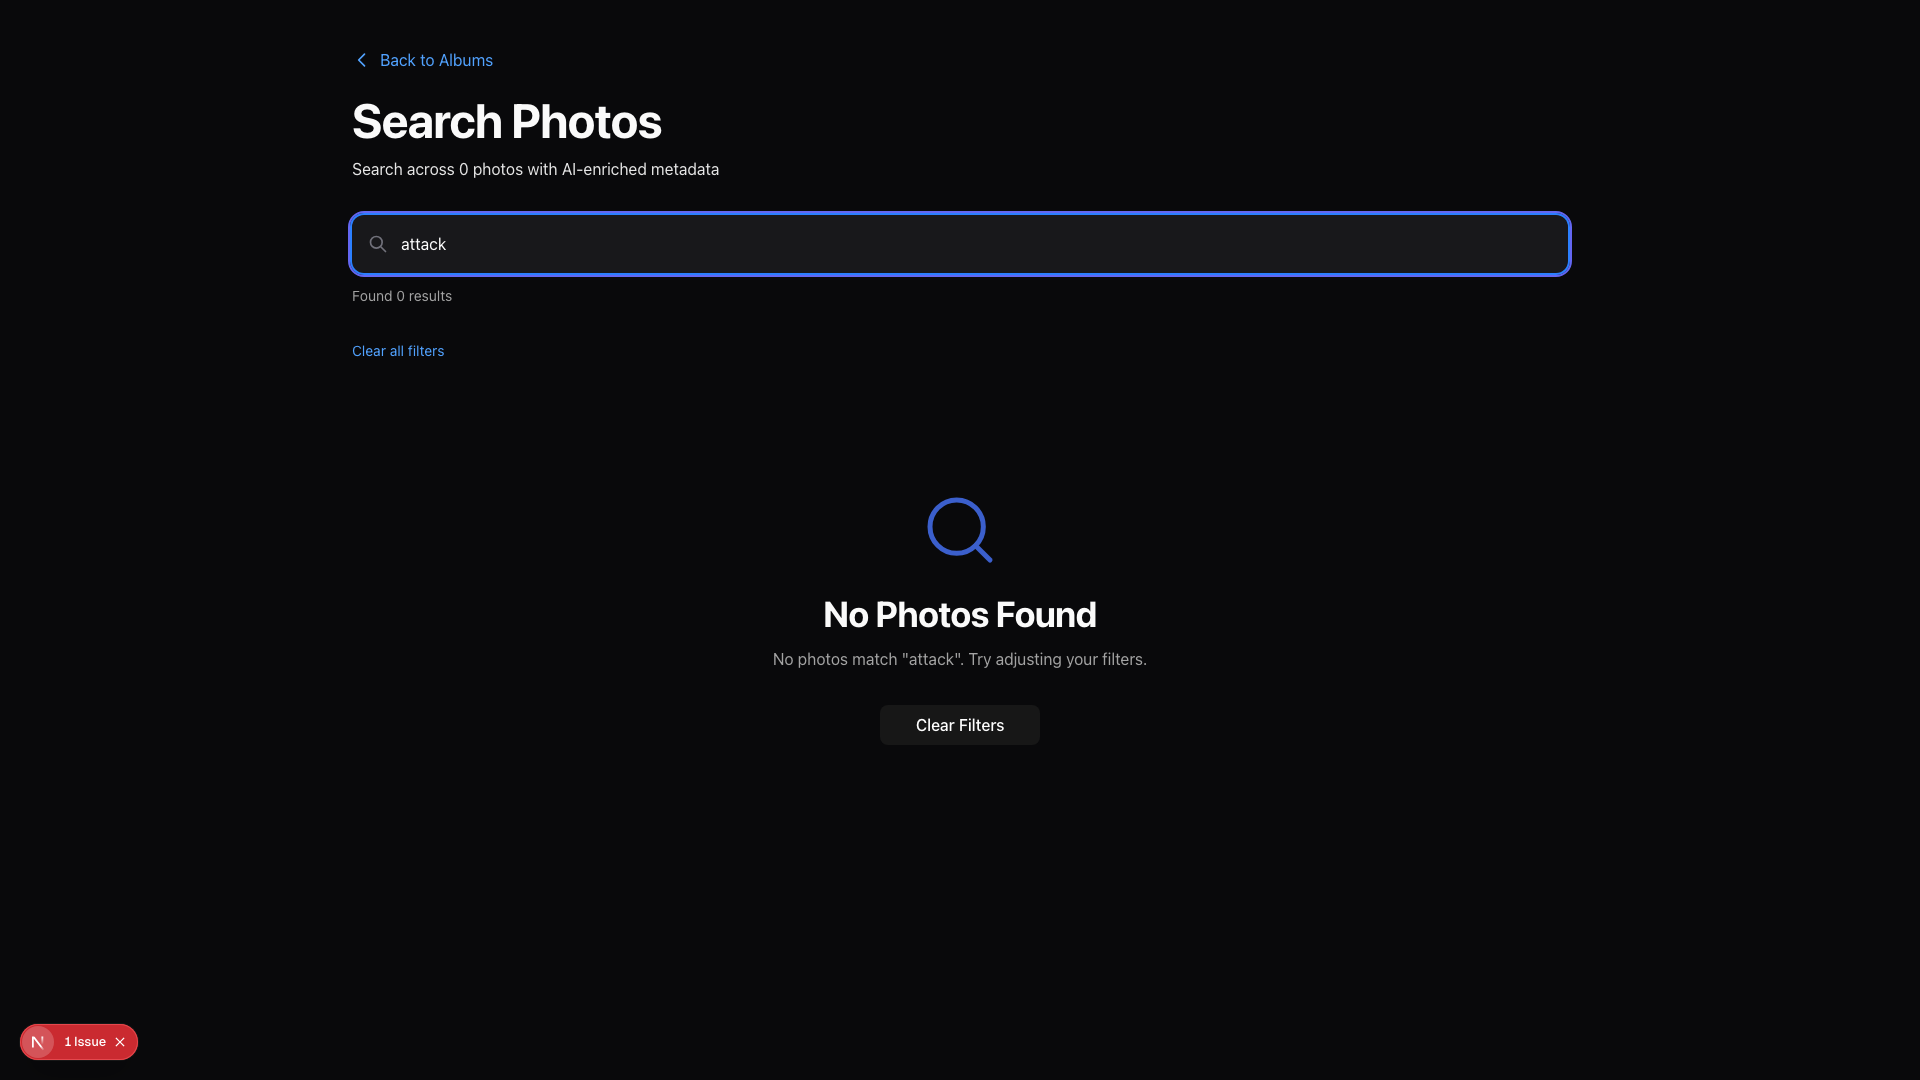 Back to Albums
Search Photos
Search across 0 photos with AI-enriched metadata
attack
Found 0 results
Clear all filters
No Photos Found
No photos match "attack". Try adjusting your filters.
Clear Filters
N 1 Issue